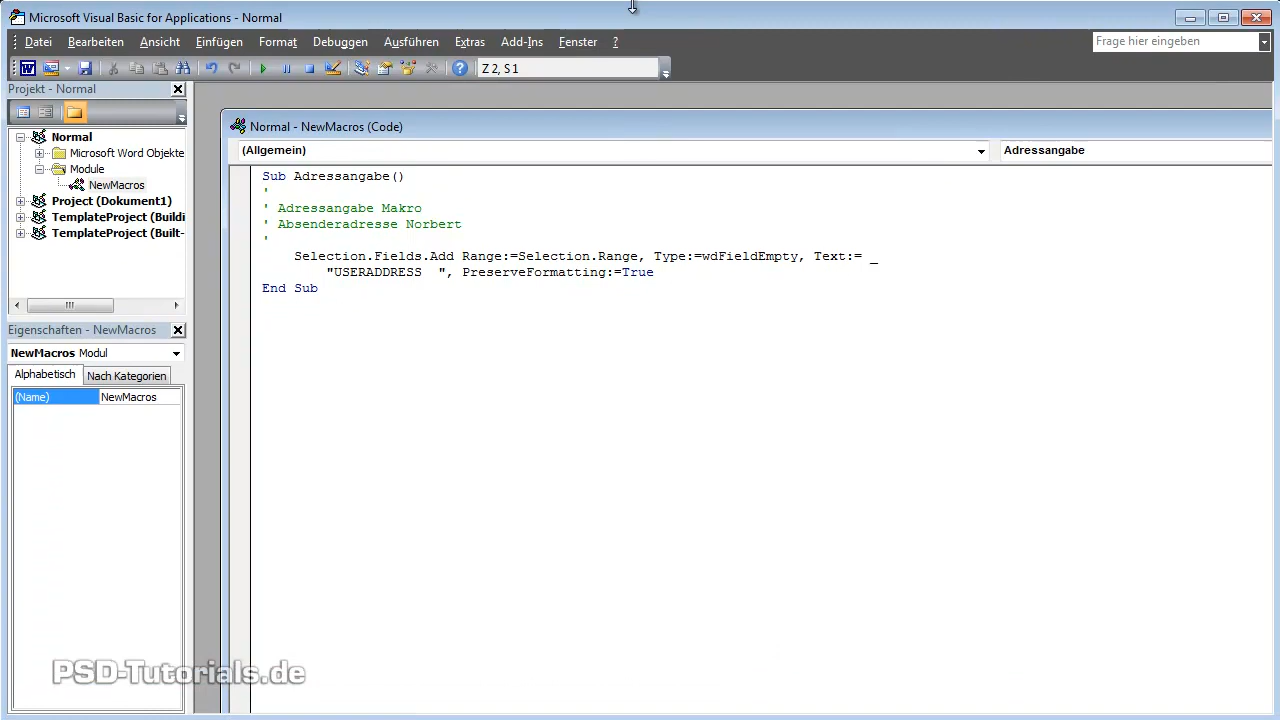 Microsoft Visual Basic for Applications - Normal
Datei Bearbeiten Ansicht Einfügen Format Debuggen Ausführen Extras Add-Ins Fenster ?
Frage hier eingeben
Z 2, S 1
Projekt - Normal
Normal
Microsoft Word Objekte
Module
NewMacros
Project (Dokument1)
TemplateProject (Buildi
TemplateProject (Built-
Eigenschaften - NewMacros
NewMacros Modul
Alphabetisch Nach Kategorien
(Name) NewMacros
Normal - NewMacros (Code)
(Allgemein) Adressangabe
Sub Adressangabe()
'
' Adressangabe Makro
' Absenderadresse Norbert
'
Selection.Fields.Add Range:=Selection.Range, Type:=wdFieldEmpty, Text:= _
"USERADDRESS  ", PreserveFormatting:=True
End Sub
PSD-Tutorials.de